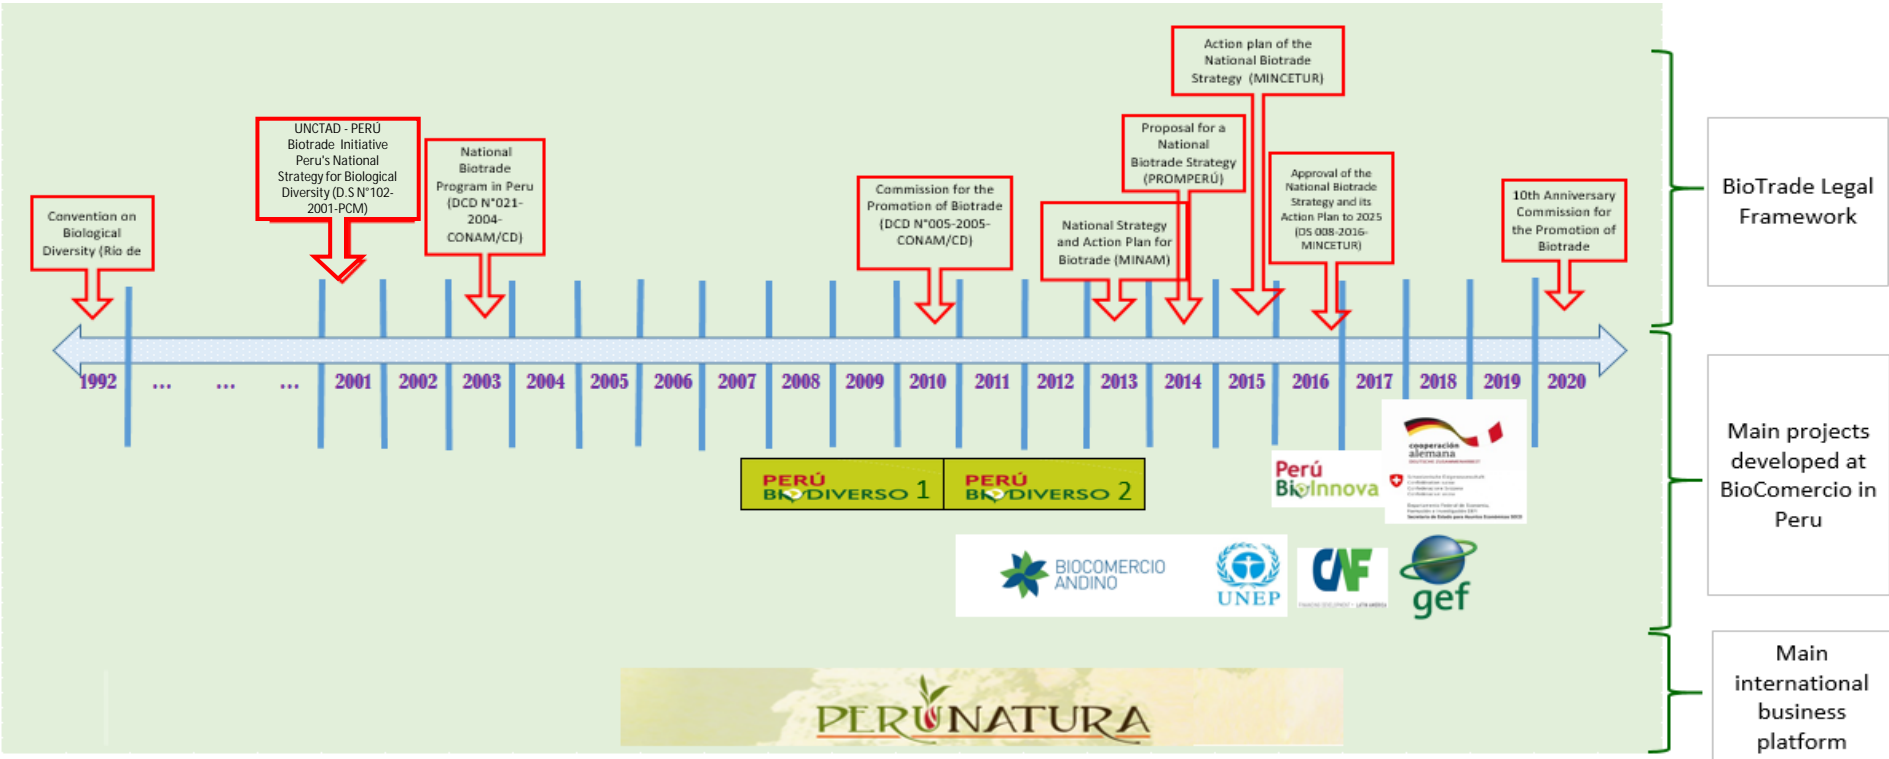 Action plan of the
National Biotrade
Strategy (MINCETUR)
UNCTAD - PERÚ
Biotrade Initiative
Peru's National
Strategy for Biological
Diversity (D.S N°102-
2001-PCM)
National
Biotrade
Program in Peru
(DCD N°021-
2004-
CONAM/CD)
Proposal for a
National
Biotrade Strategy
(PROMPERÚ)
Commission for the
Promotion of Biotrade
(DCD N°005-2005-
CONAM/CD)
Approval of the
National Biotrade
Strategy and its
Action Plan to 2025
(DS 008-2016-
MINCETUR)
10th Anniversary
Commission for
the Promotion of
Biotrade
Convention on
Biological
Diversity (Río de
National Strategy
and Action Plan for
Biotrade (MINAM)
BioTrade Legal
Framework
1992 ... ... ... 2001 2002 2003 2004 2005 2006 2007 2008 2009 2010 2011 2012 2013 2014 2015 2016 2017 2018 2019 2020
Main projects
developed at
BioComercio in
Peru
PERÚ
BIODIVERSO 1
PERÚ
BIODIVERSO 2
Perú
BioInnova
cooperación
alemana
DEUTSCHE ZUSAMMENARBEIT
BIOCOMERCIO
ANDINO
UNEP
CAF
gef
Main
international
business
platform
PERÚNATURA